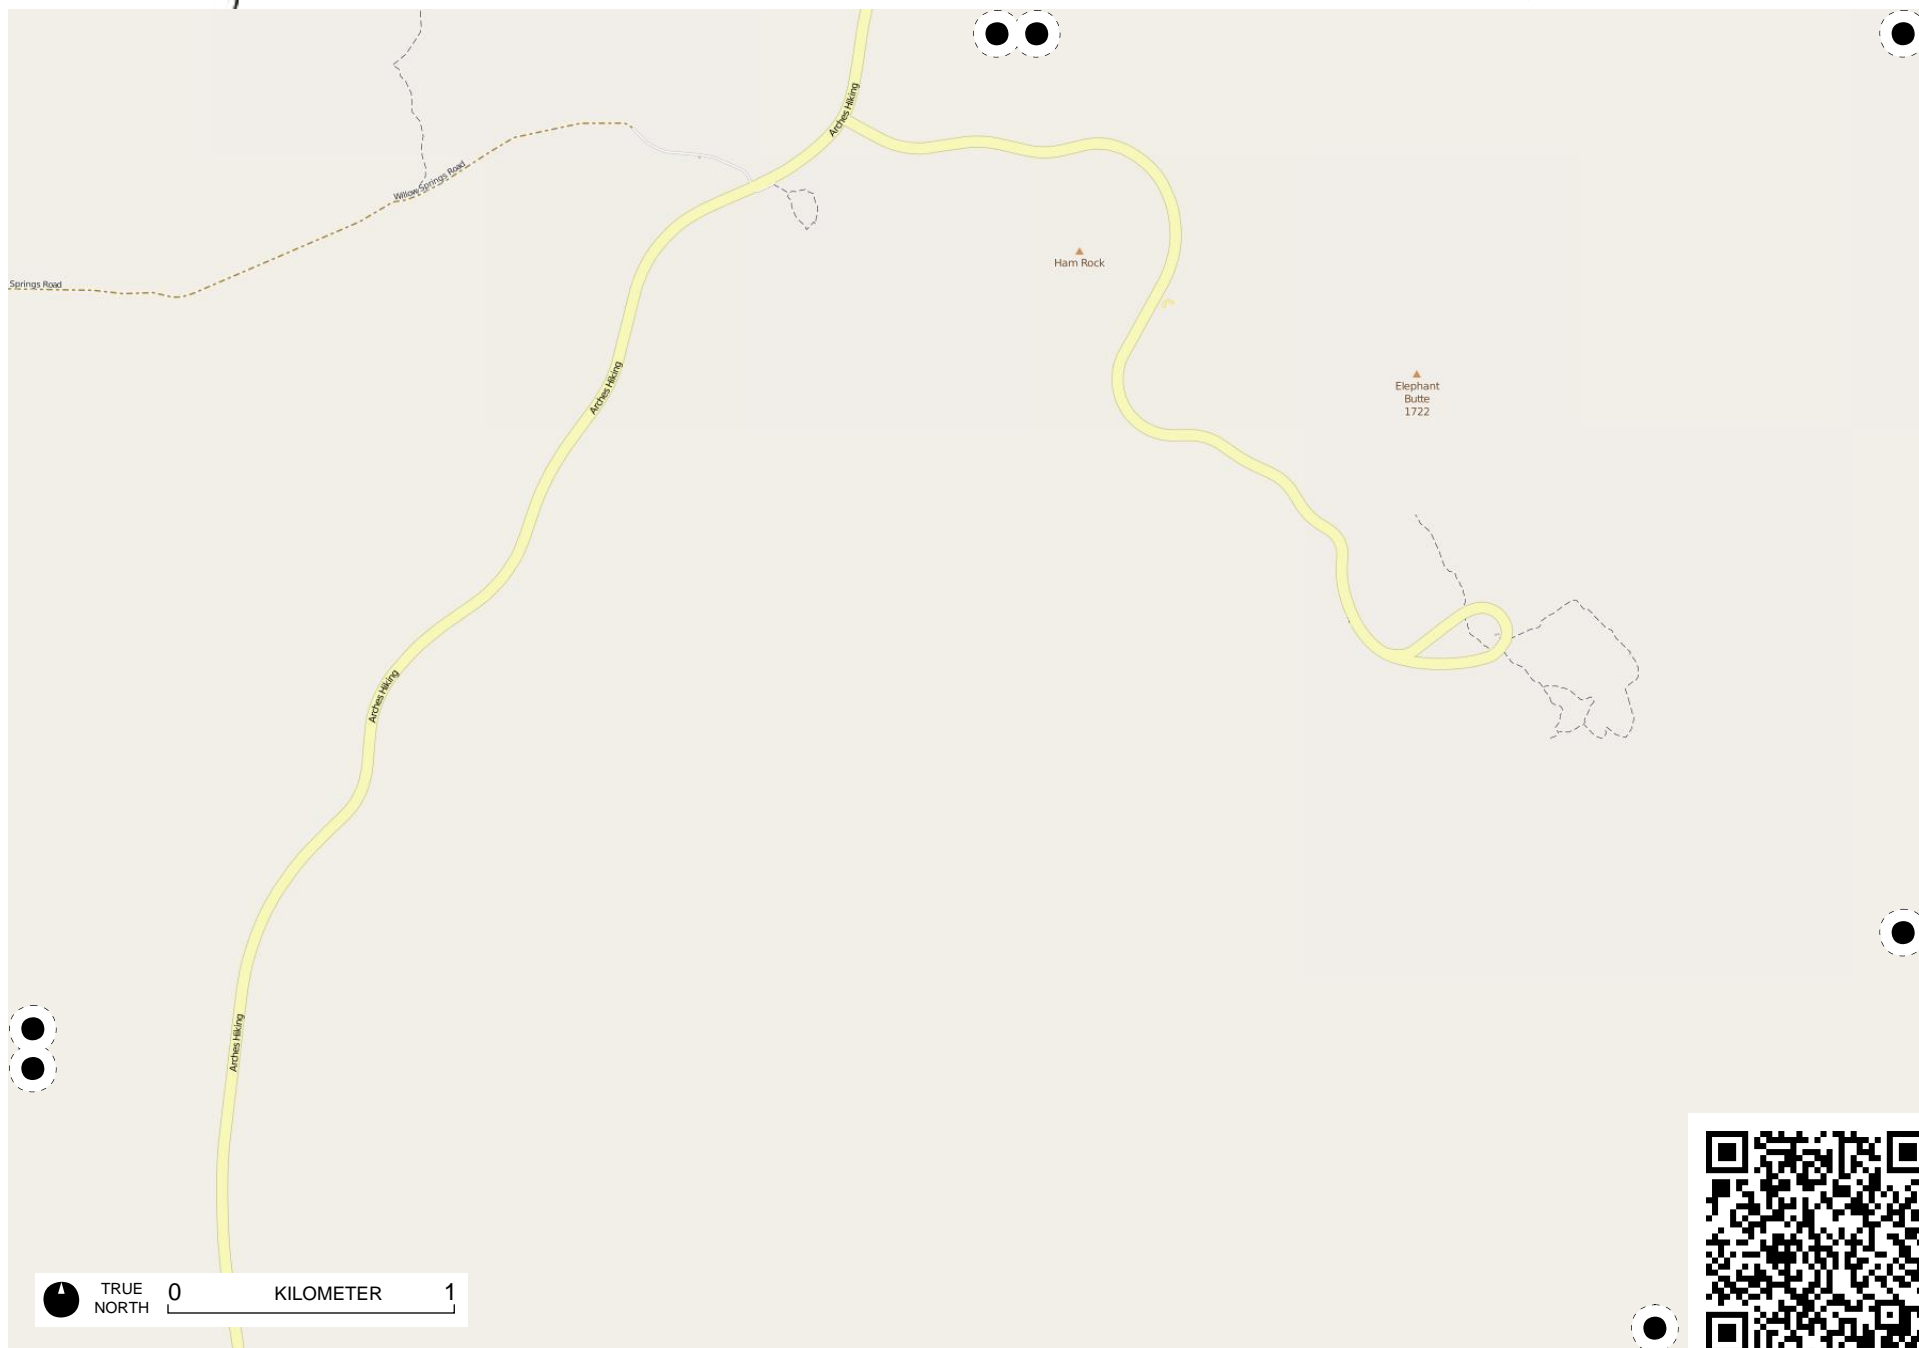 Arches Hiking
Willow Springs Road
Ham Rock
Springs Road
Arches Hiking
Elephant
Butte
1722
Arches Hiking
Arches Hiking
TRUE
NORTH
0 KILOMETER 1